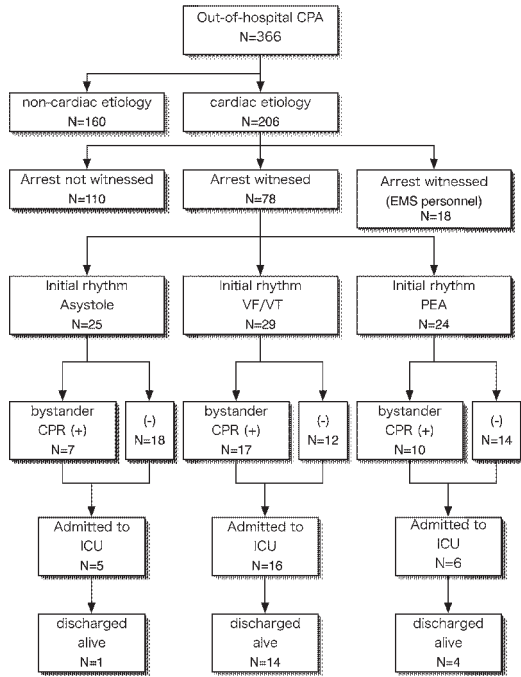 Out-of-hospital CPA
N=366
non-cardiac etiology
N=160
cardiac etiology
N=206
Arrest not witnessed
N=110
Arrest witnesed
N=78
Arrest witnessed
(EMS personnel)
N=18
Initial rhythm
Asystole
N=25
Initial rhythm
VF/VT
N=29
Initial rhythm
PEA
N=24
bystander
CPR (+)
N=7
(-)
N=18
bystander
CPR (+)
N=17
(-)
N=12
bystander
CPR (+)
N=10
(-)
N=14
Admitted to
ICU
N=5
Admitted to
ICU
N=16
Admitted to
ICU
N=6
discharged
alive
N=1
discharged
alve
N=14
discharged
alive
N=4